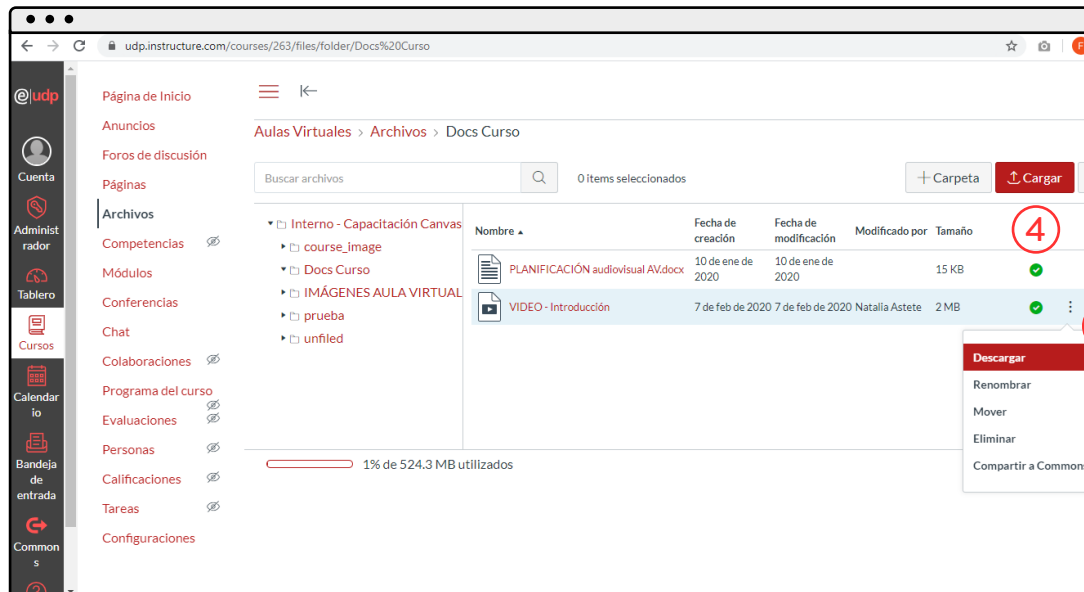 udp.instructure.com/courses/263/files/folder/Docs%20Curso
F
e|udp
Cuenta
Administ
rador
Tablero
Cursos
Calendar
io
Bandeja
de
entrada
Common
s
Página de Inicio
Anuncios
Foros de discusión
Páginas
Archivos
Competencias
Módulos
Conferencias
Chat
Colaboraciones
Programa del curso
Evaluaciones
Personas
Calificaciones
Tareas
Configuraciones
Aulas Virtuales > Archivos > Docs Curso
Buscar archivos
0 items seleccionados
Carpeta
Cargar
Interno - Capacitación Canvas
course_image
Docs Curso
IMÁGENES AULA VIRTUAL
prueba
unfiled
Nombre
Fecha de
creación
Fecha de
modificación
Modificado por
Tamaño
4
PLANIFICACIÓN audiovisual AV.docx
10 de ene de
2020
10 de ene de
2020
15 KB
VIDEO - Introducción
7 de feb de 2020
7 de feb de 2020
Natalia Astete
2 MB
Descargar
Renombrar
Mover
Eliminar
Compartir a Commons
1% de 524.3 MB utilizados